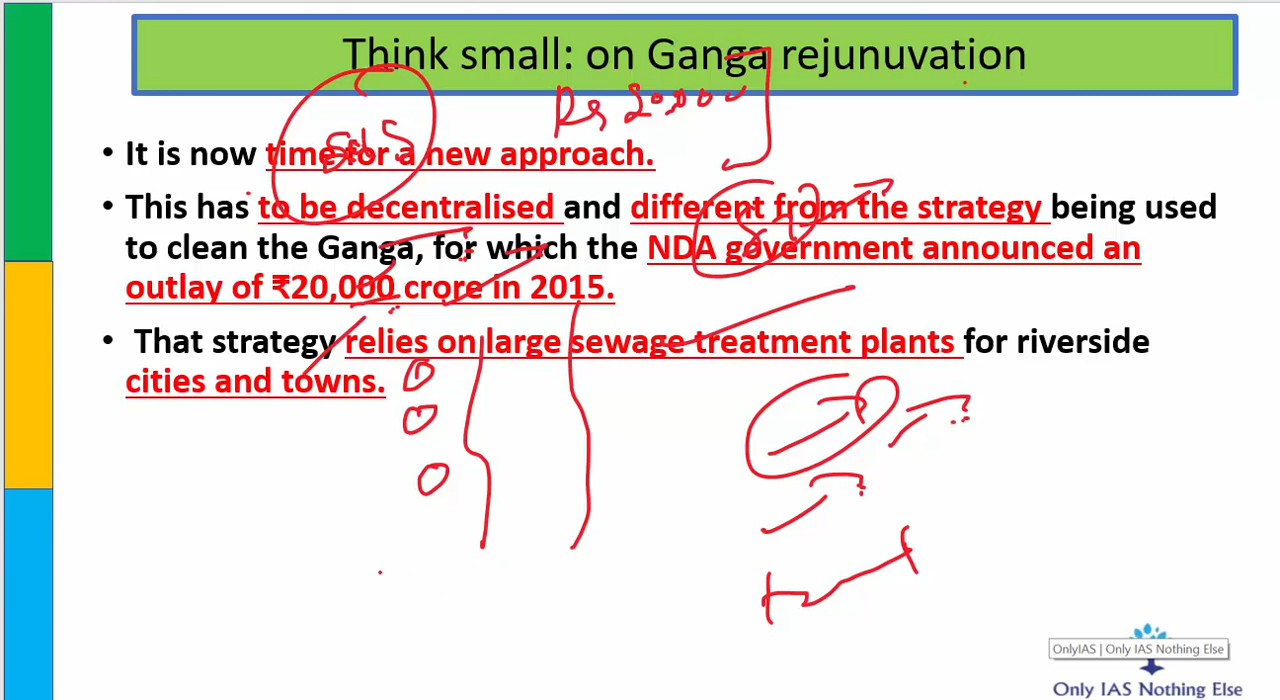 Think small: on Ganga rejunuvation
Rs 20,000
• It is now time for a new approach.
• This has to be decentralised and different from the strategy being used
to clean the Ganga, for which the NDA government announced an
outlay of ₹20,000 crore in 2015.
• That strategy relies on large sewage treatment plants for riverside
cities and towns.
OnlyIAS | Only IAS Nothing Else
Only IAS Nothing Else